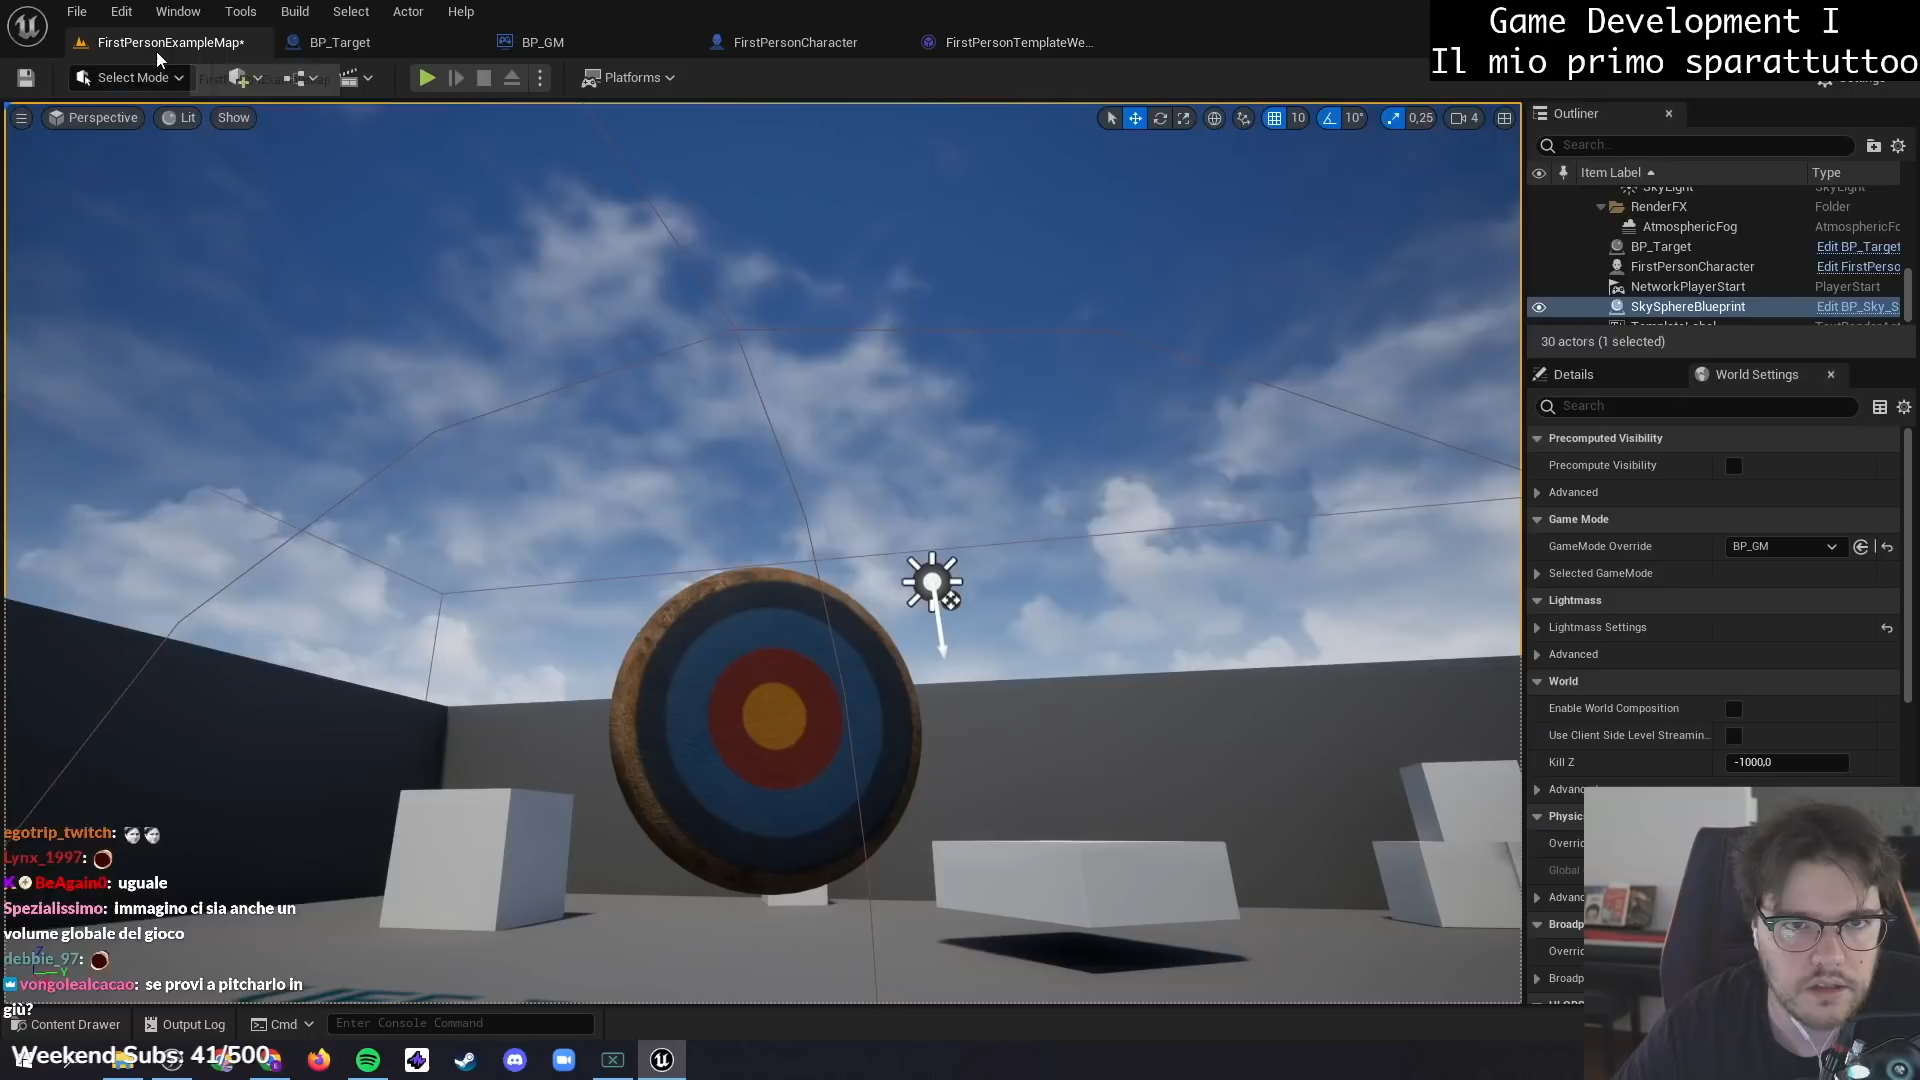 File Edit Window Tools Build Select Actor Help
Game Development I
Il mio primo sparattuttoo
FirstPersonExampleMap* BP_Target BP_GM FirstPersonCharacter FirstPersonTemplateWe...
Select Mode Platforms
Perspective Lit Show 10 10° 0,25 4
Outliner
Search...
Item Label Type
SkyLight SkyLight
RenderFX Folder
AtmosphericFog AtmosphericFo
BP_Target Edit BP_Target
FirstPersonCharacter Edit FirstPerso
NetworkPlayerStart PlayerStart
SkySphereBlueprint Edit BP_Sky_S
30 actors (1 selected)
Details World Settings
Search
Precomputed Visibility
Precompute Visibility
Advanced
Game Mode
GameMode Override BP_GM
Selected GameMode
Lightmass
Lightmass Settings
Advanced
World
Enable World Composition
Use Client Side Level Streamin...
Kill Z -1000,0
Advanc
Physic
Overri
Global
Advanc
Broadp
Overri
Broadp
egotrip_twitch:
Lynx_1997:
BeAgain0: uguale
Spezialissimo: immagino ci sia anche un
volume globale del gioco
debbie_97:
vongolealcacao: se provi a pitcharlo in
giù?
Content Drawer Output Log Cmd Enter Console Command
Weekend Subs: 41/500